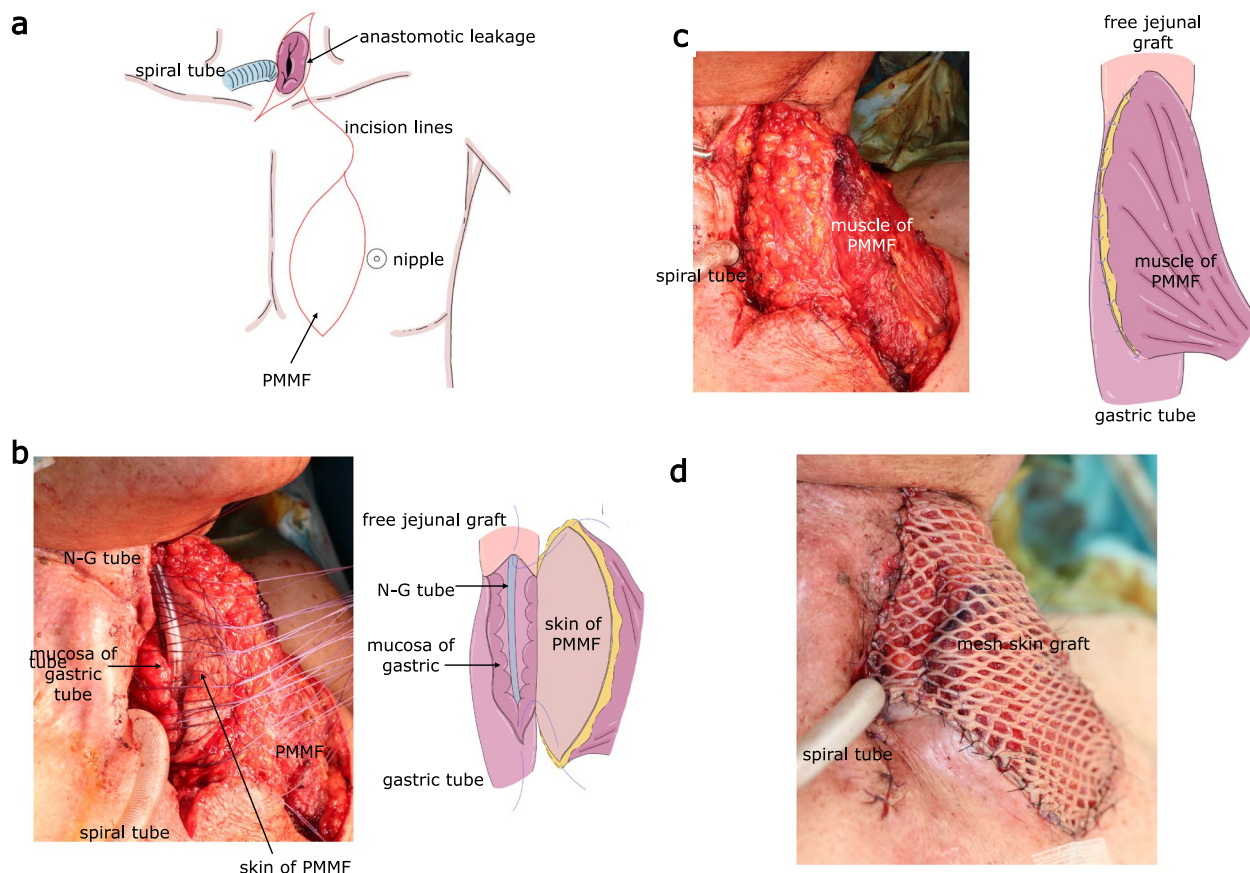 a
anastomotic leakage
spiral tube
incision lines
nipple
PMMF
b
N-G tube
mucosa of
tube
gastric
tube
PMMF
spiral tube
skin of PMMF
free jejunal graft
N-G tube
skin of
PMMF
mucosa of
gastric
gastric tube
c
muscle of
PMMF
spiral tube
free jejunal
graft
muscle of
PMMF
gastric tube
d
mesh skin graft
spiral tube